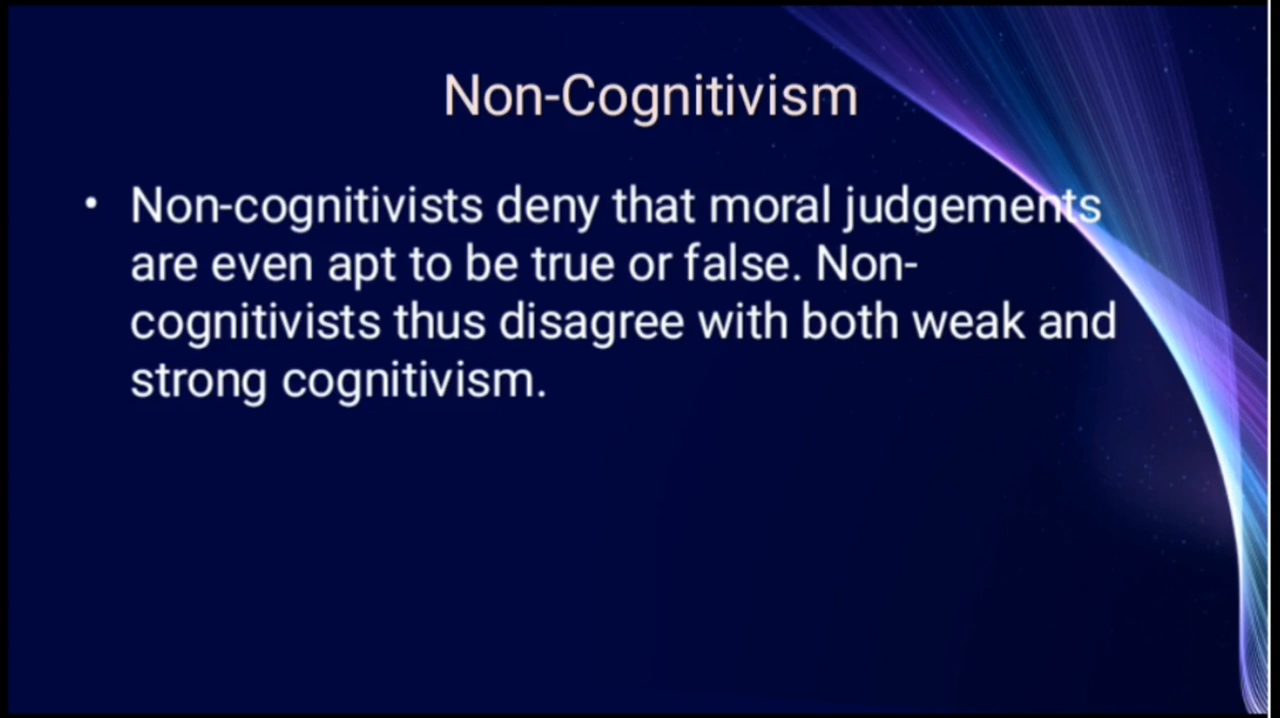 Non-Cognitivism
• Non-cognitivists deny that moral judgements
are even apt to be true or false. Non-
cognitivists thus disagree with both weak and
strong cognitivism.